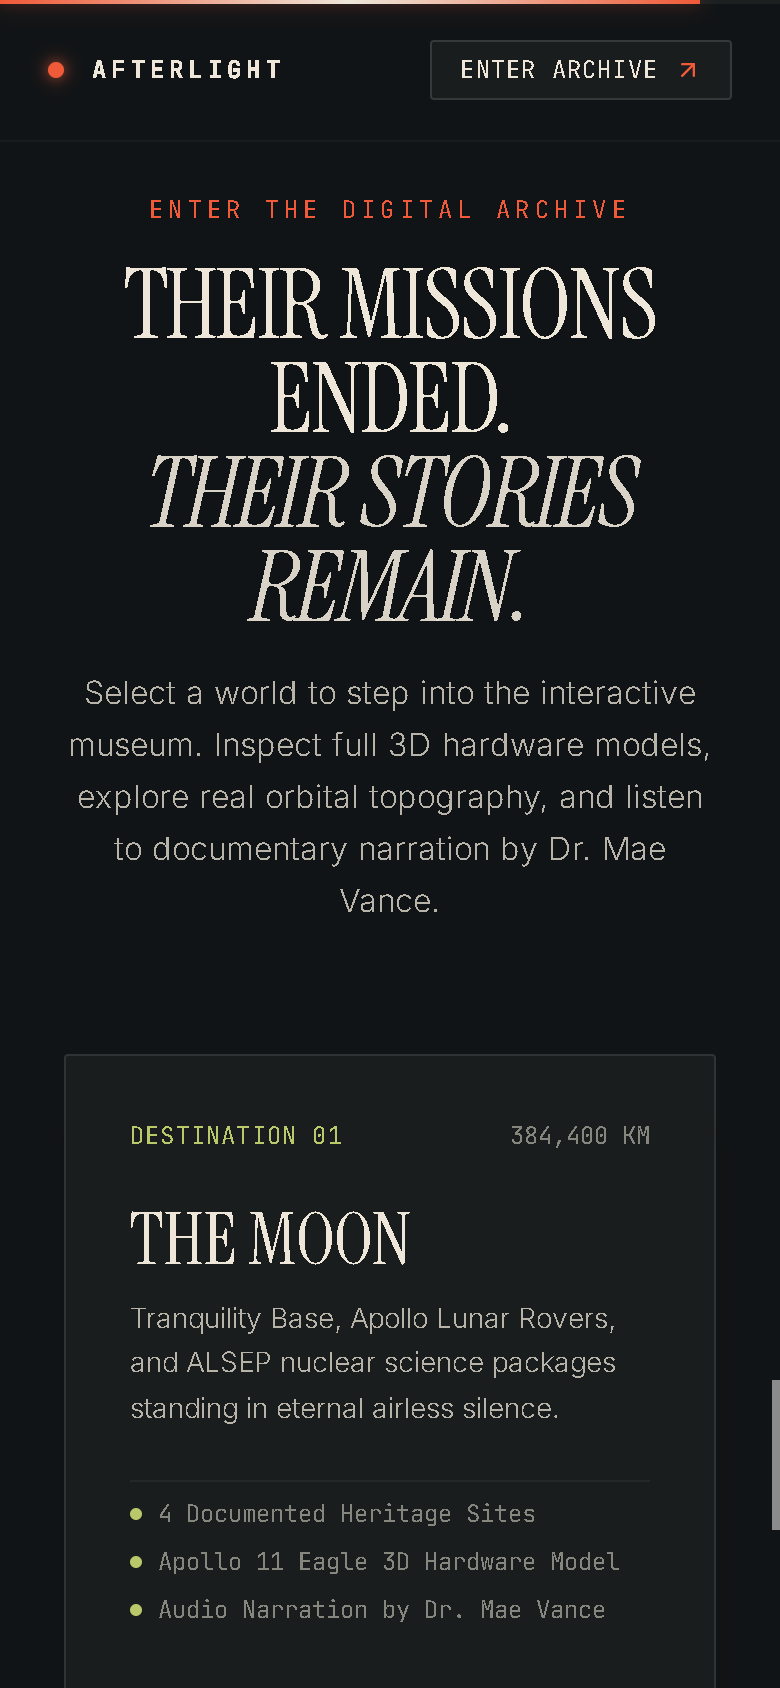 AFTERLIGHT
ENTER ARCHIVE
ENTER THE DIGITAL ARCHIVE
THEIR MISSIONS
ENDED.
THEIR STORIES
REMAIN.
Select a world to step into the interactive
museum. Inspect full 3D hardware models,
explore real orbital topography, and listen
to documentary narration by Dr. Mae
Vance.
DESTINATION 01
384,400 KM
THE MOON
Tranquility Base, Apollo Lunar Rovers,
and ALSEP nuclear science packages
standing in eternal airless silence.
4 Documented Heritage Sites
Apollo 11 Eagle 3D Hardware Model
Audio Narration by Dr. Mae Vance